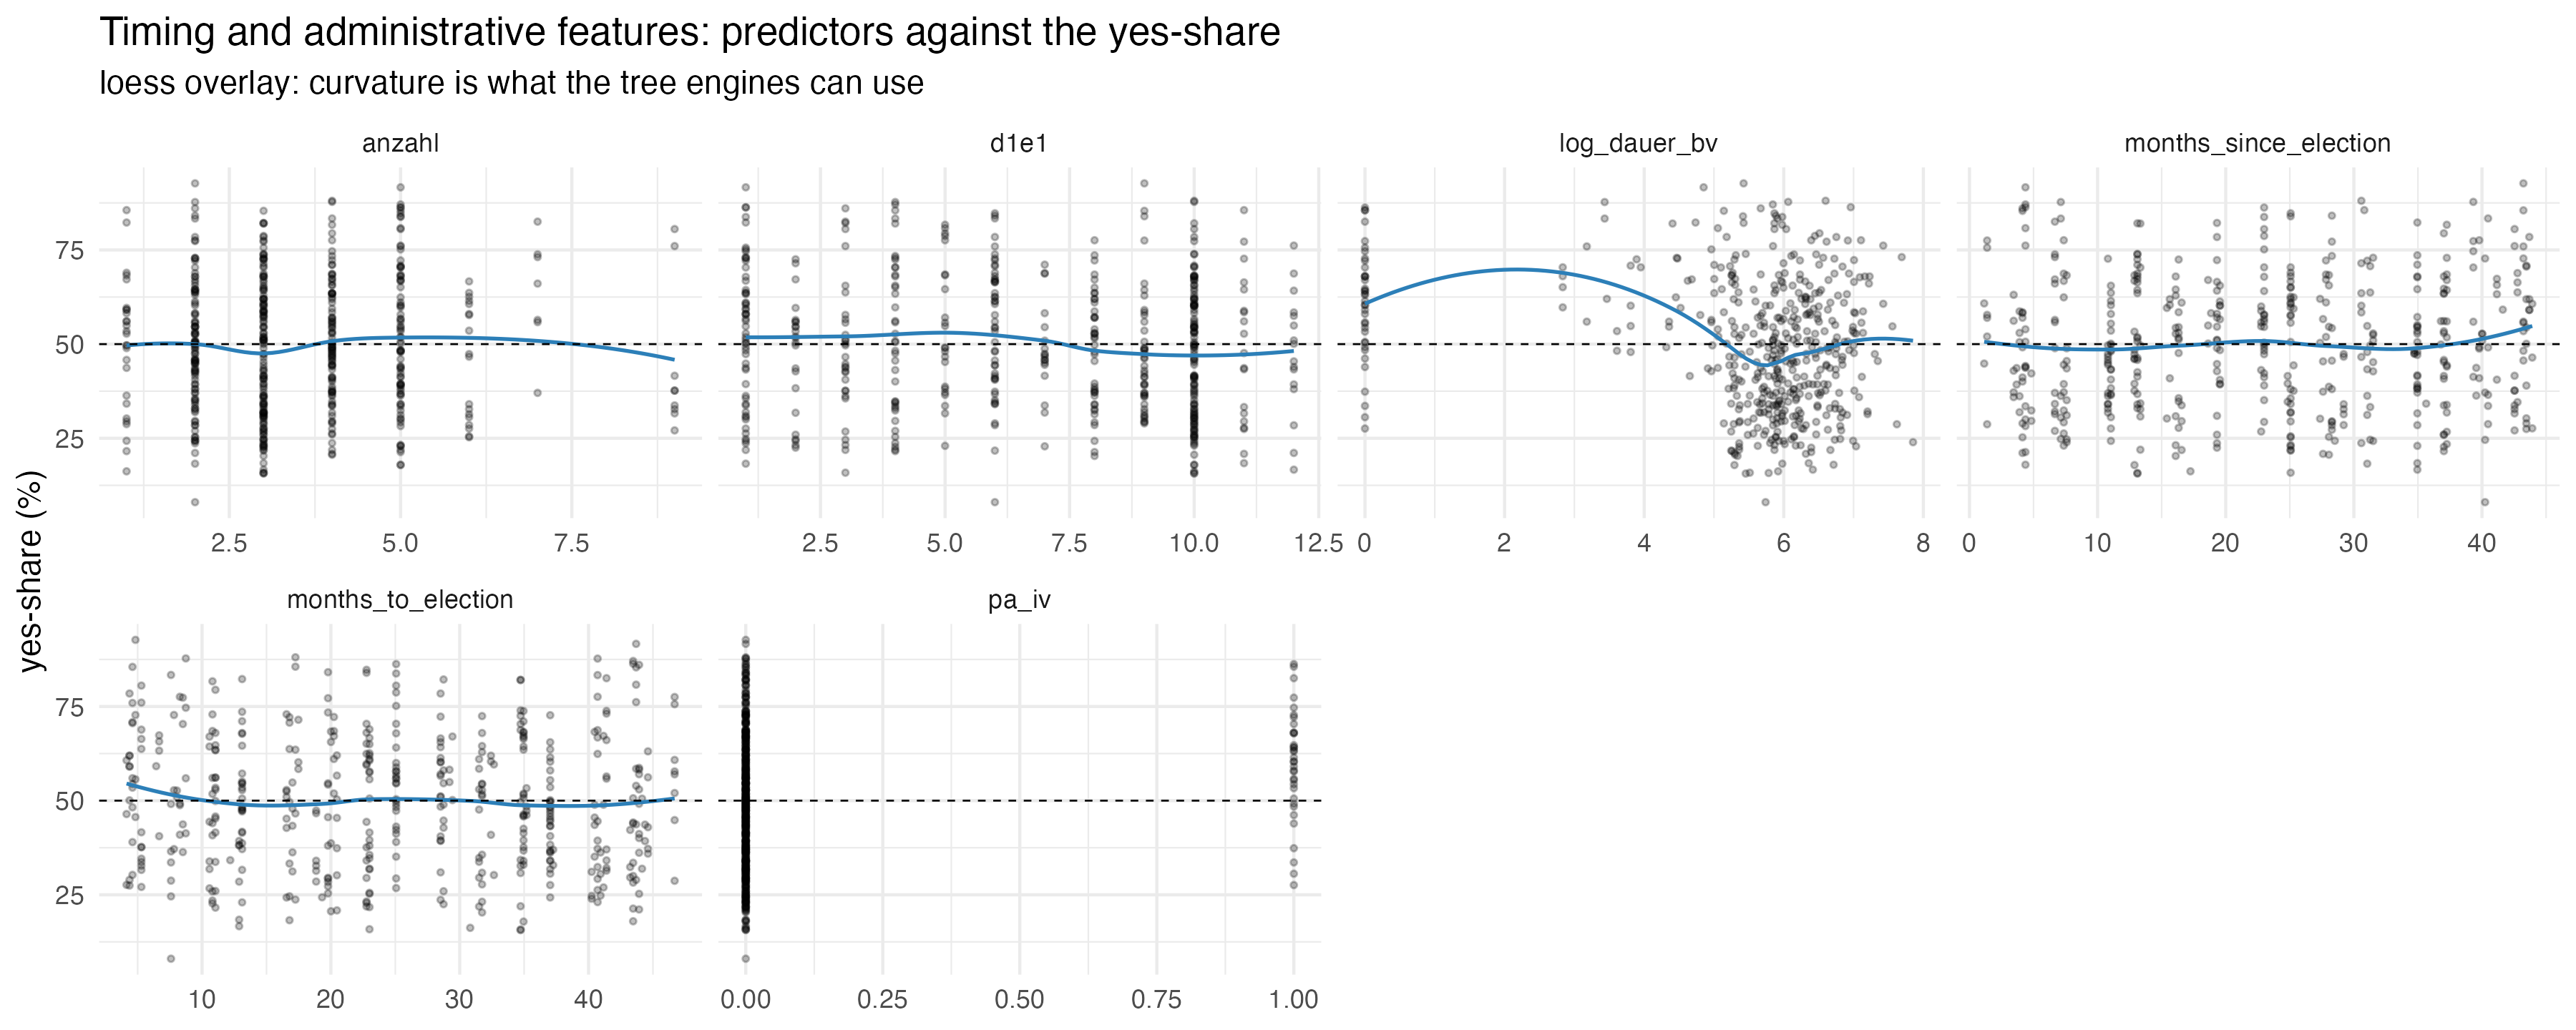 Timing and administrative features: predictors against the yes-share
loess overlay: curvature is what the tree engines can use
anzahl
d1e1
log_dauer_bv
months_since_election
yes-share (%)
75
50
25
2.5 5.0 7.5
2.5 5.0 7.5 10.0 12.5
0 2 4 6 8
0 10 20 30 40
months_to_election
pa_iv
75
50
25
10 20 30 40
0.00 0.25 0.50 0.75 1.00